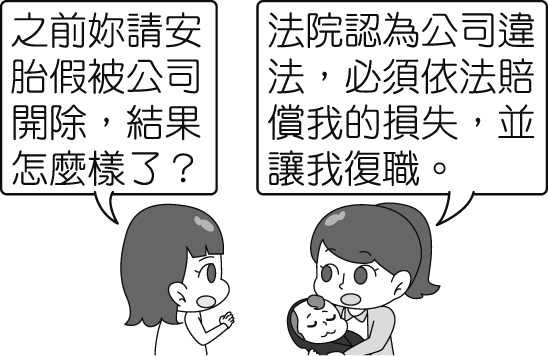 之前妳請安
胎假被公司
開除，結果
怎麼樣了？
法院認為公司違
法，必須依法賠
償我的損失，並
讓我復職。